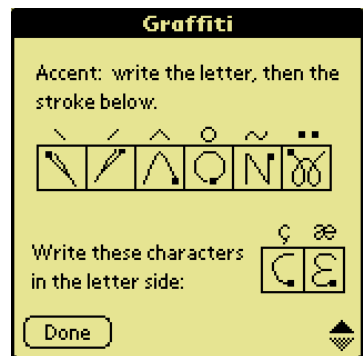 Graffiti
Accent: write the letter, then the
stroke below.
ˋ ˊ ^ ○ ~ ¨
ç æ
Write these characters
in the letter side:
Done